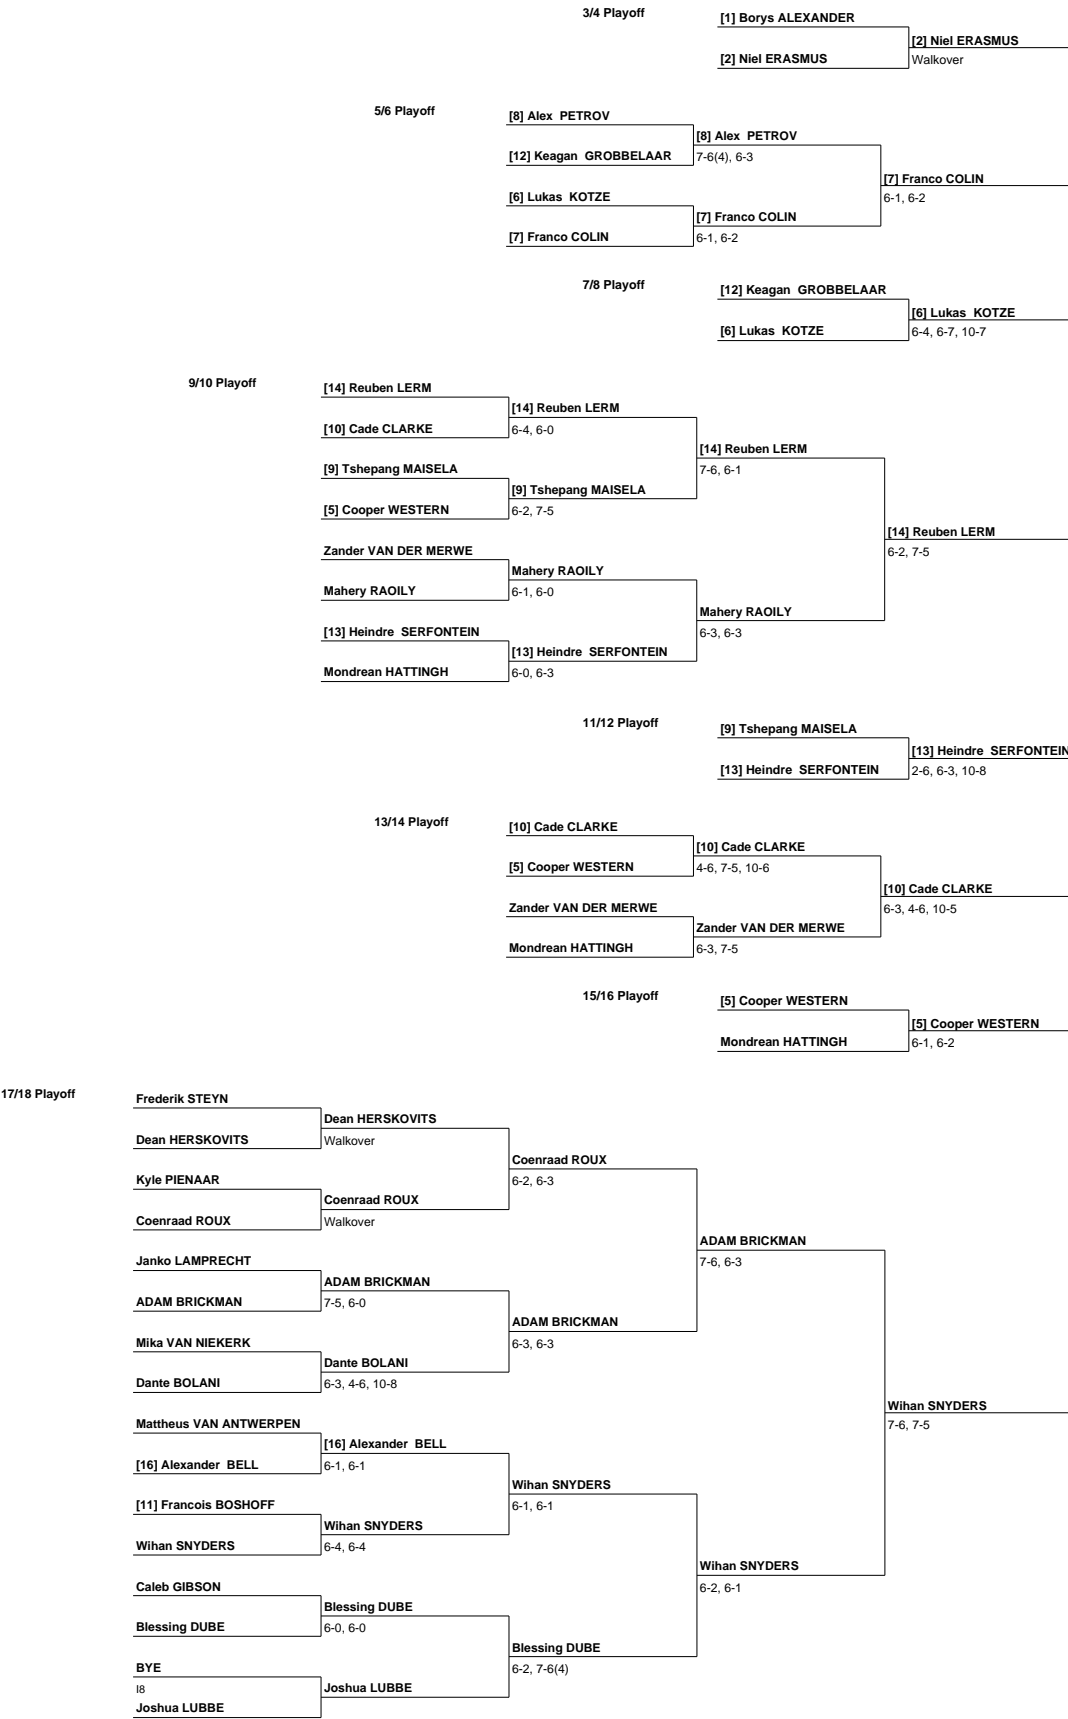 3/4 Playoff
[1] Borys ALEXANDER
[2] Niel ERASMUS
[2] Niel ERASMUS
Walkover
5/6 Playoff
[8] Alex  PETROV
[8] Alex  PETROV
[12] Keagan  GROBBELAAR
7-6(4), 6-3
[7] Franco COLIN
[6] Lukas  KOTZE
6-1, 6-2
[7] Franco COLIN
[7] Franco COLIN
6-1, 6-2
7/8 Playoff
[12] Keagan  GROBBELAAR
[6] Lukas  KOTZE
[6] Lukas  KOTZE
6-4, 6-7, 10-7
9/10 Playoff
[14] Reuben LERM
[14] Reuben LERM
[10] Cade CLARKE
6-4, 6-0
[14] Reuben LERM
[9] Tshepang MAISELA
7-6, 6-1
[9] Tshepang MAISELA
[5] Cooper WESTERN
6-2, 7-5
[14] Reuben LERM
Zander VAN DER MERWE
6-2, 7-5
Mahery RAOILY
Mahery RAOILY
6-1, 6-0
Mahery RAOILY
[13] Heindre  SERFONTEIN
6-3, 6-3
[13] Heindre  SERFONTEIN
Mondrean HATTINGH
6-0, 6-3
11/12 Playoff
[9] Tshepang MAISELA
[13] Heindre  SERFONTEIN
[13] Heindre  SERFONTEIN
2-6, 6-3, 10-8
13/14 Playoff
[10] Cade CLARKE
[10] Cade CLARKE
[5] Cooper WESTERN
4-6, 7-5, 10-6
[10] Cade CLARKE
Zander VAN DER MERWE
6-3, 4-6, 10-5
Zander VAN DER MERWE
Mondrean HATTINGH
6-3, 7-5
15/16 Playoff
[5] Cooper WESTERN
[5] Cooper WESTERN
Mondrean HATTINGH
6-1, 6-2
17/18 Playoff
Frederik STEYN
Dean HERSKOVITS
Dean HERSKOVITS
Walkover
Coenraad ROUX
Kyle PIENAAR
6-2, 6-3
Coenraad ROUX
Coenraad ROUX
Walkover
ADAM BRICKMAN
Janko LAMPRECHT
7-6, 6-3
ADAM BRICKMAN
ADAM BRICKMAN
7-5, 6-0
ADAM BRICKMAN
Mika VAN NIEKERK
6-3, 6-3
Dante BOLANI
Dante BOLANI
6-3, 4-6, 10-8
Wihan SNYDERS
Mattheus VAN ANTWERPEN
7-6, 7-5
[16] Alexander  BELL
[16] Alexander  BELL
6-1, 6-1
Wihan SNYDERS
[11] Francois BOSHOFF
6-1, 6-1
Wihan SNYDERS
Wihan SNYDERS
6-4, 6-4
Wihan SNYDERS
Caleb GIBSON
6-2, 6-1
Blessing DUBE
Blessing DUBE
6-0, 6-0
Blessing DUBE
BYE
6-2, 7-6(4)
I8
Joshua LUBBE
Joshua LUBBE